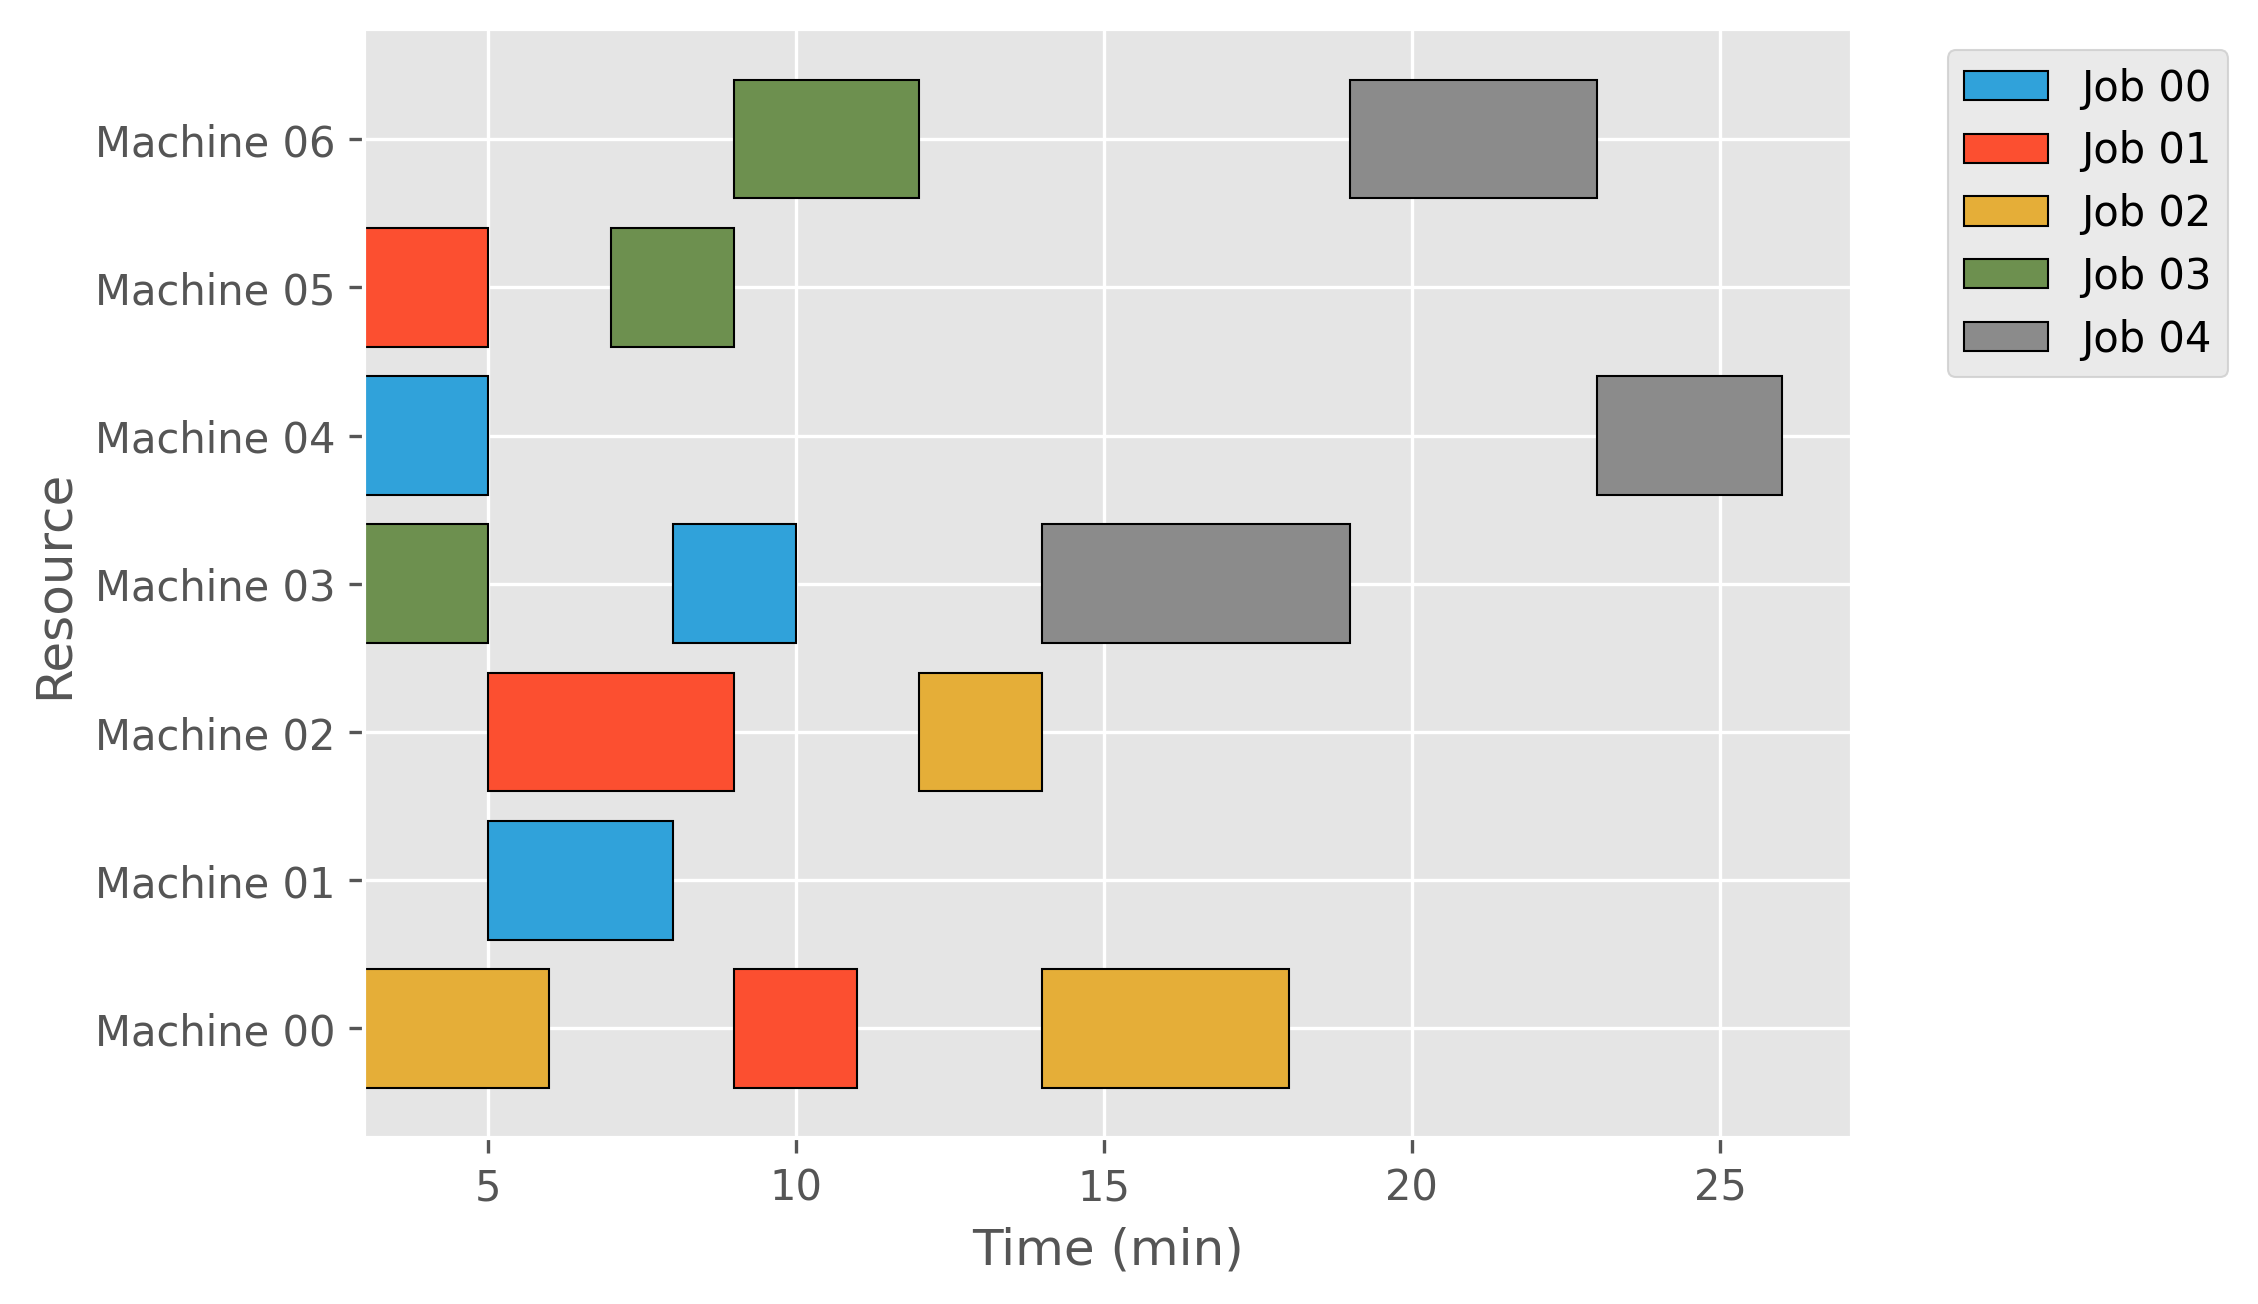 Machine 06
Machine 05
Machine 04
Machine 03
Machine 02
Machine 01
Machine 00
Resource
5 10 15 20 25
Time (min)
Job 00
Job 01
Job 02
Job 03
Job 04